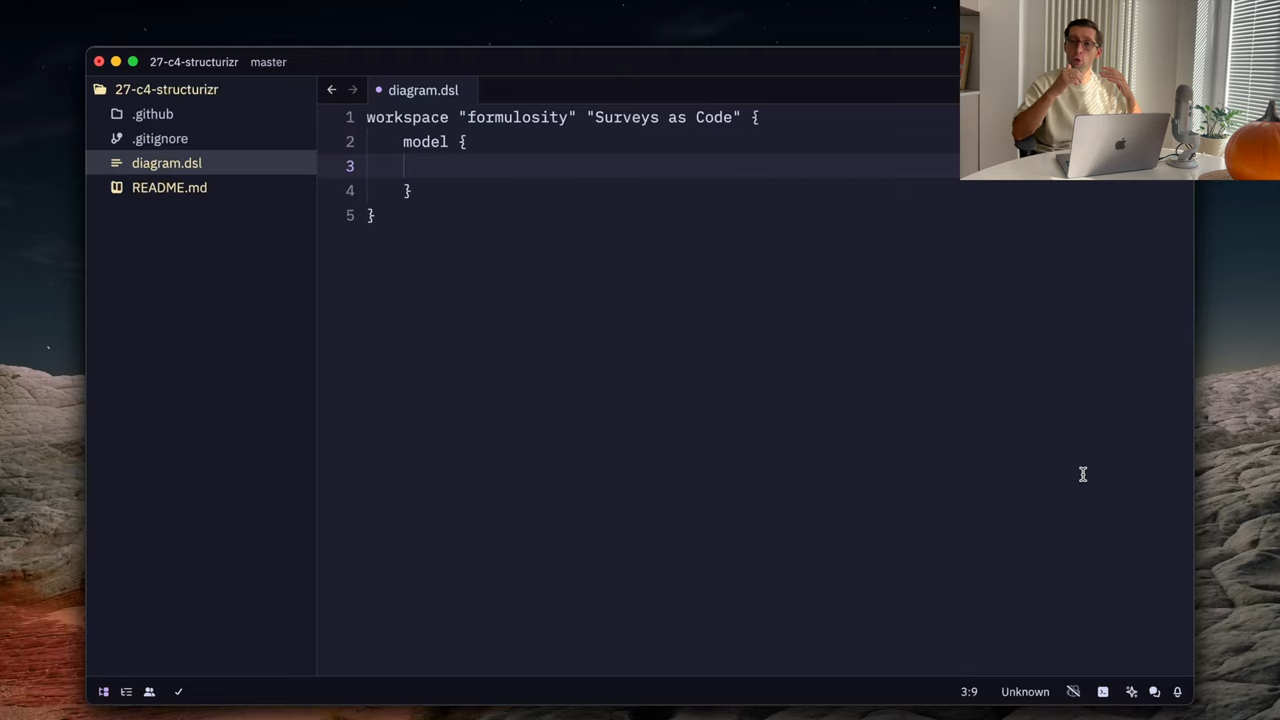 27-c4-structurizr master
27-c4-structurizr
.github
.gitignore
diagram.dsl
README.md
diagram.dsl
1 workspace "formulosity" "Surveys as Code" {
2 model {
3
4 }
5 }
3:9 Unknown